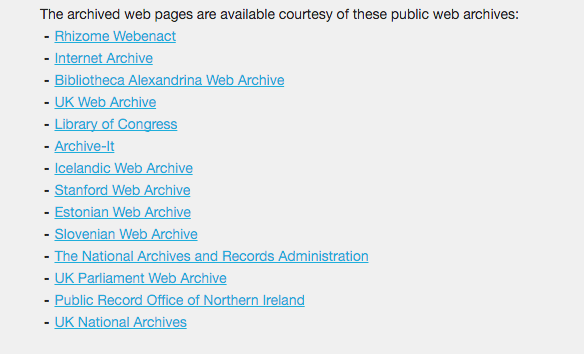 The archived web pages are available courtesy of these public web archives:
- Rhizome Webenact
- Internet Archive
- Bibliotheca Alexandrina Web Archive
- UK Web Archive
- Library of Congress
- Archive-It
- Icelandic Web Archive
- Stanford Web Archive
- Estonian Web Archive
- Slovenian Web Archive
- The National Archives and Records Administration
- UK Parliament Web Archive
- Public Record Office of Northern Ireland
- UK National Archives